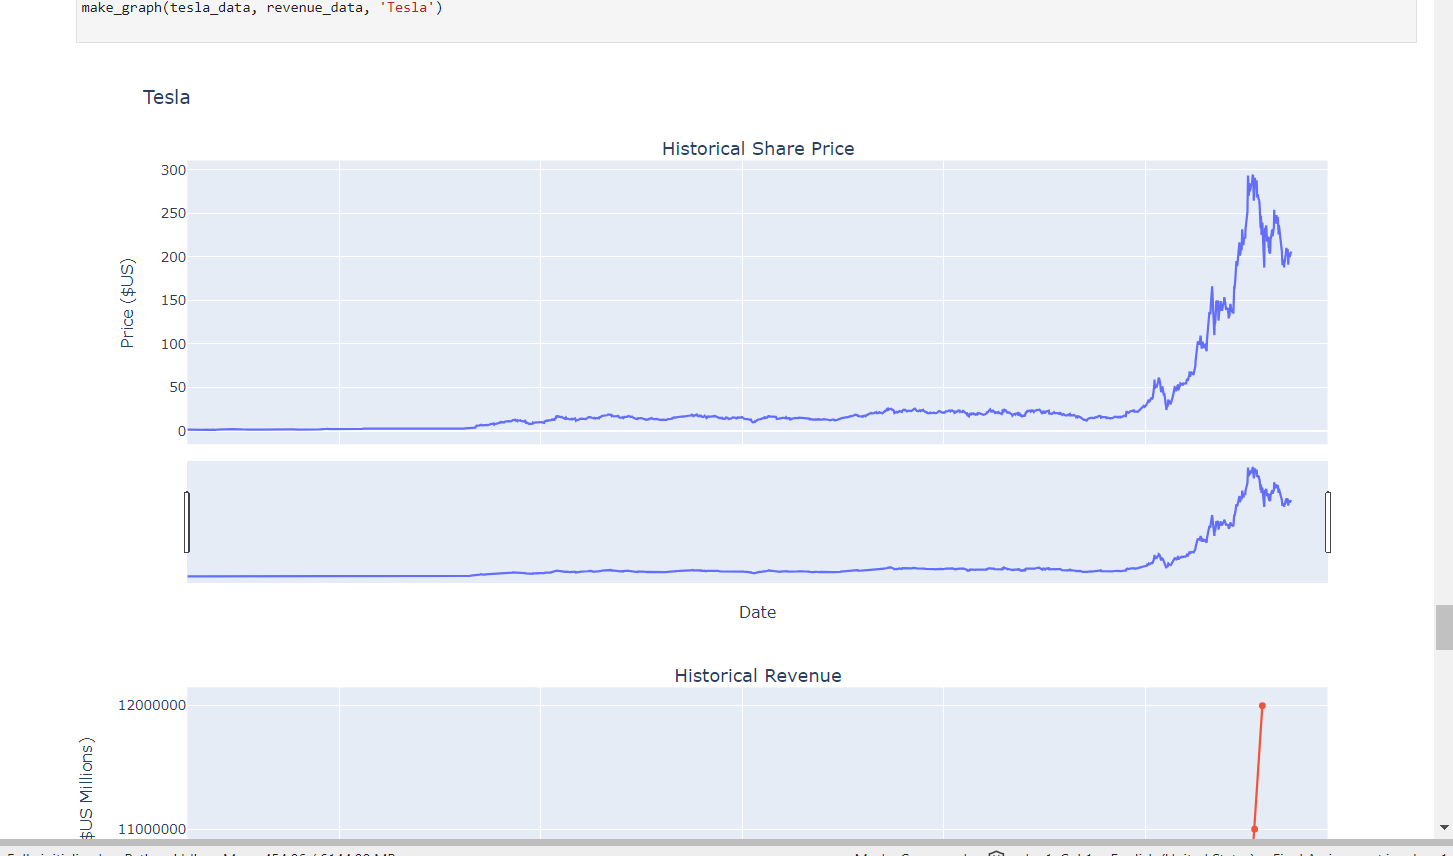 make_graph(tesla_data, revenue_data, 'Tesla')
Tesla
Historical Share Price
300
250
200
150
100
50
0
Price ($US)
Date
Historical Revenue
12000000
11000000
$US Millions)